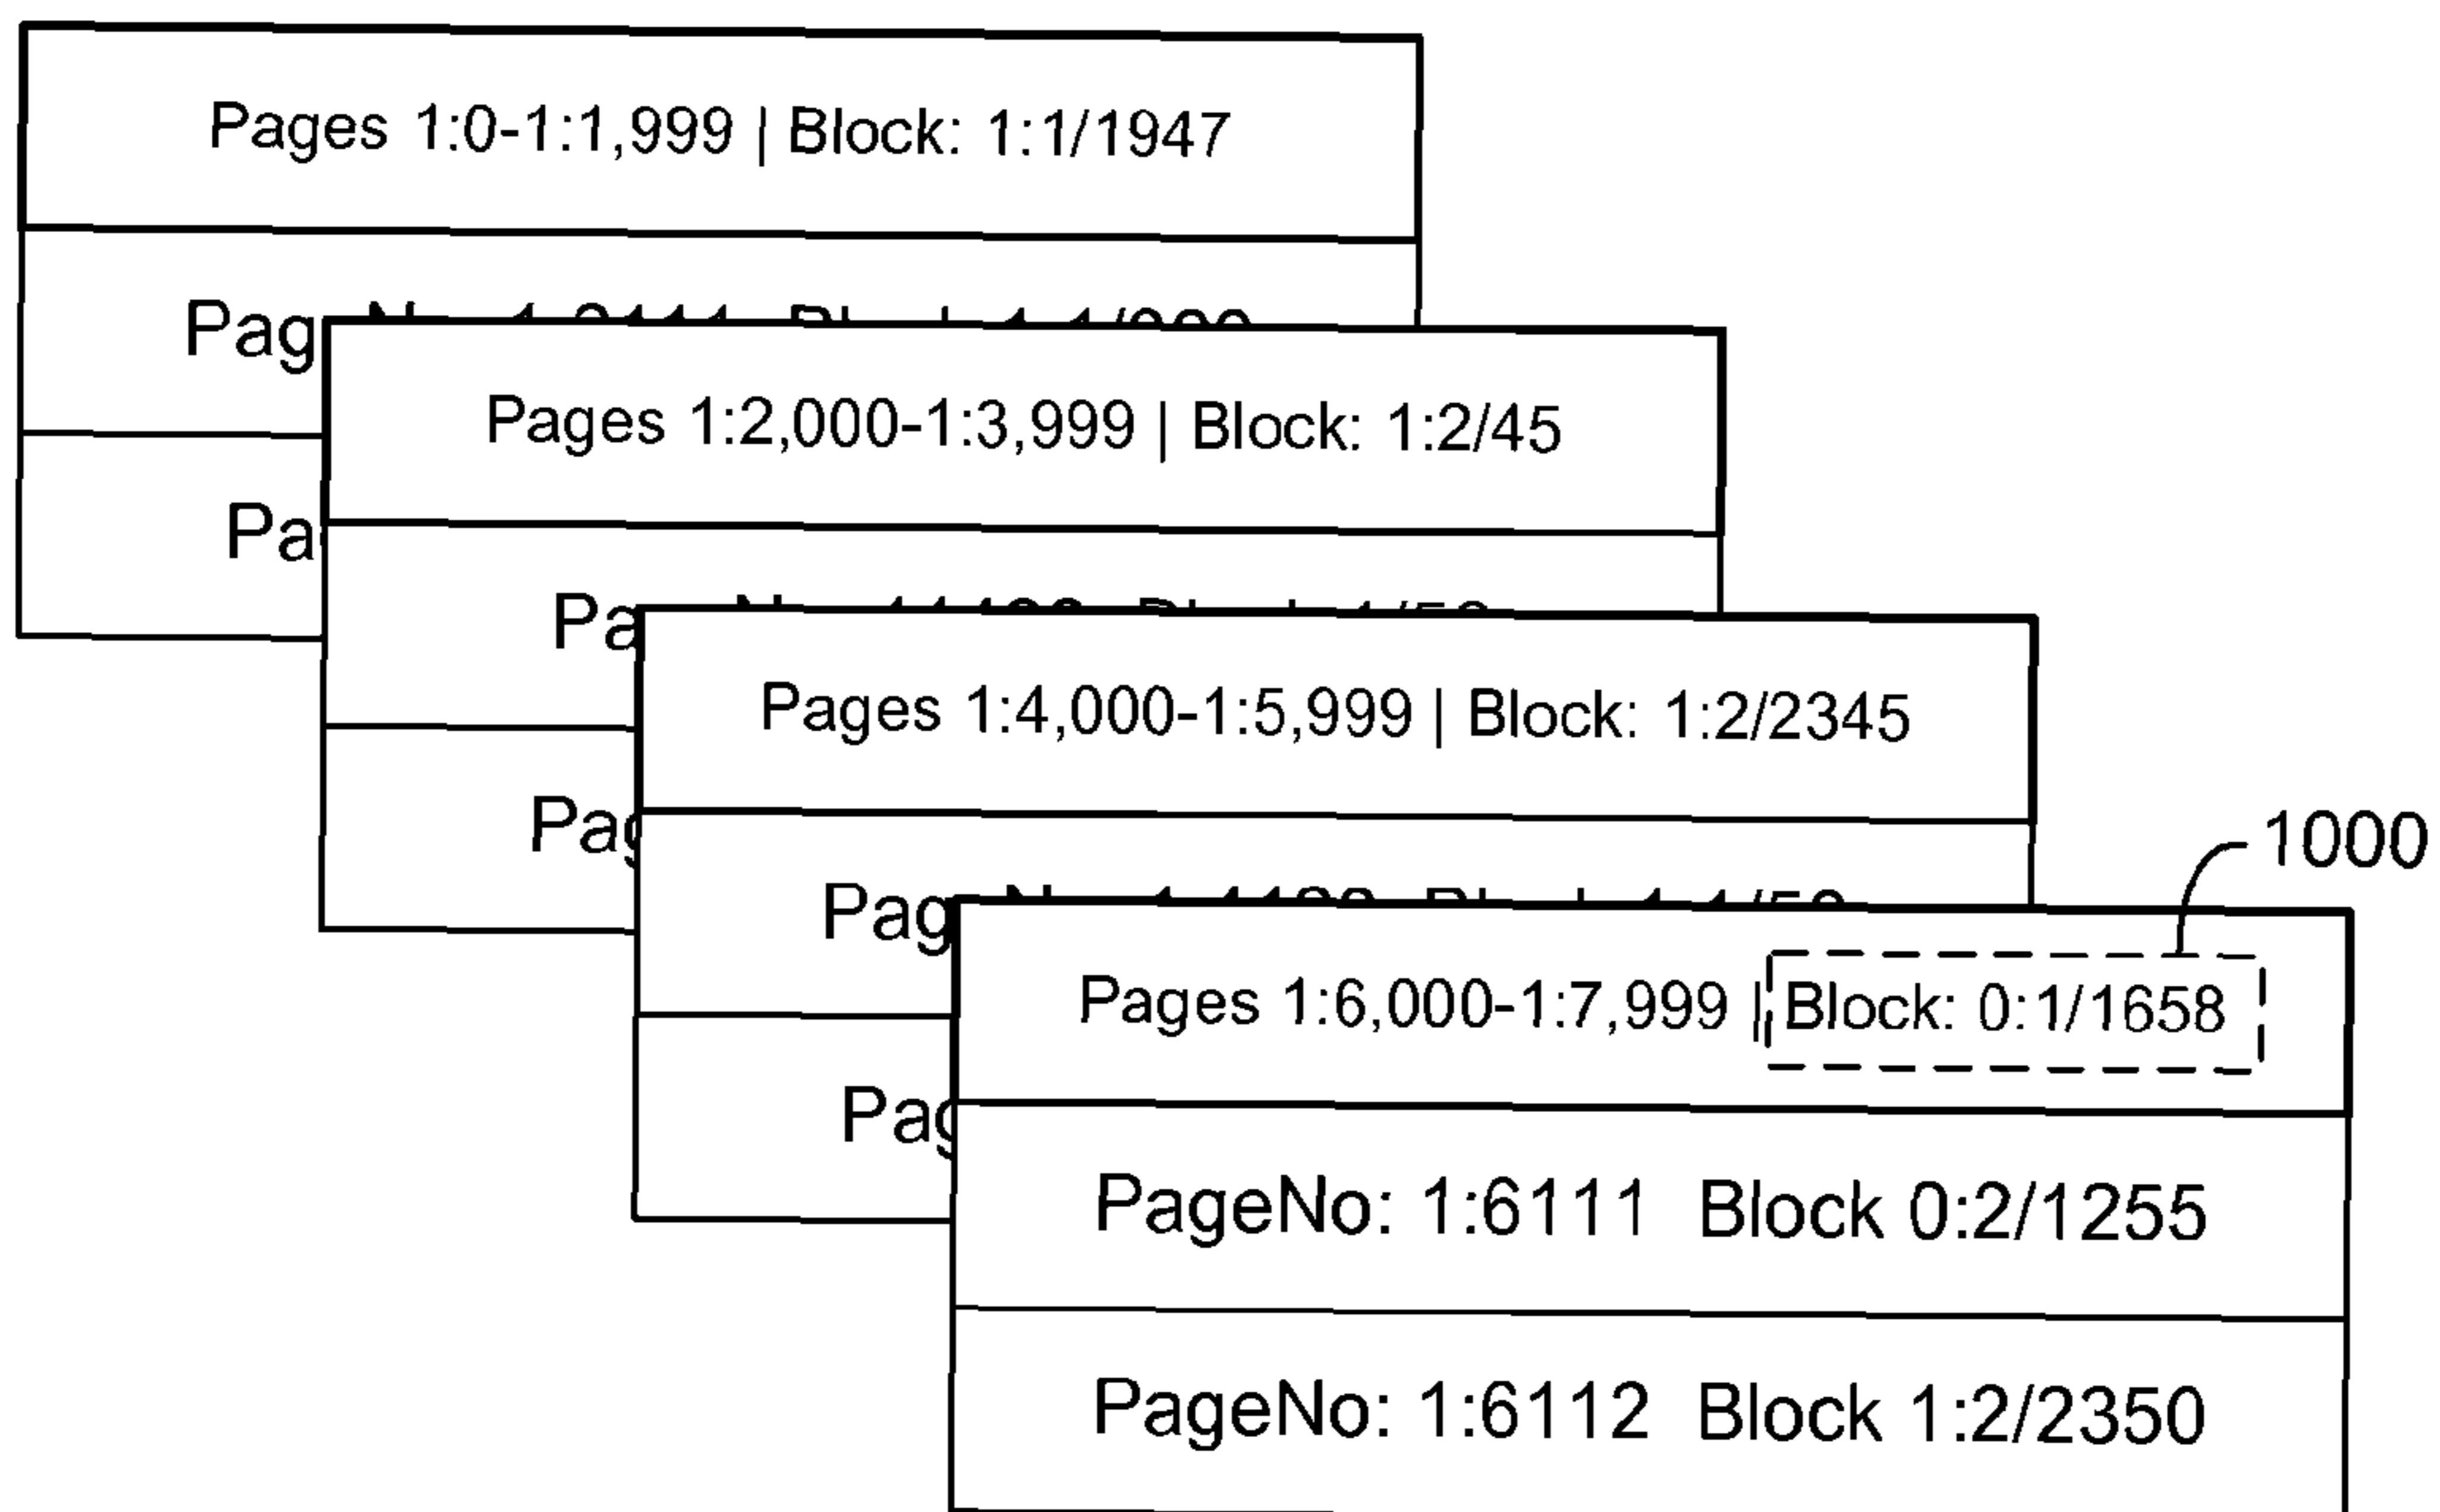 Pages 1:0-1:1,999 | Block: 1:1/1947
Pages 1:2,000-1:3,999 | Block: 1:2/45
Pages 1:4,000-1:5,999 | Block: 1:2/2345
1000
Pages 1:6,000-1:7,999 | Block: 0:1/1658
PageNo: 1:6111 Block 0:2/1255
PageNo: 1:6112 Block 1:2/2350